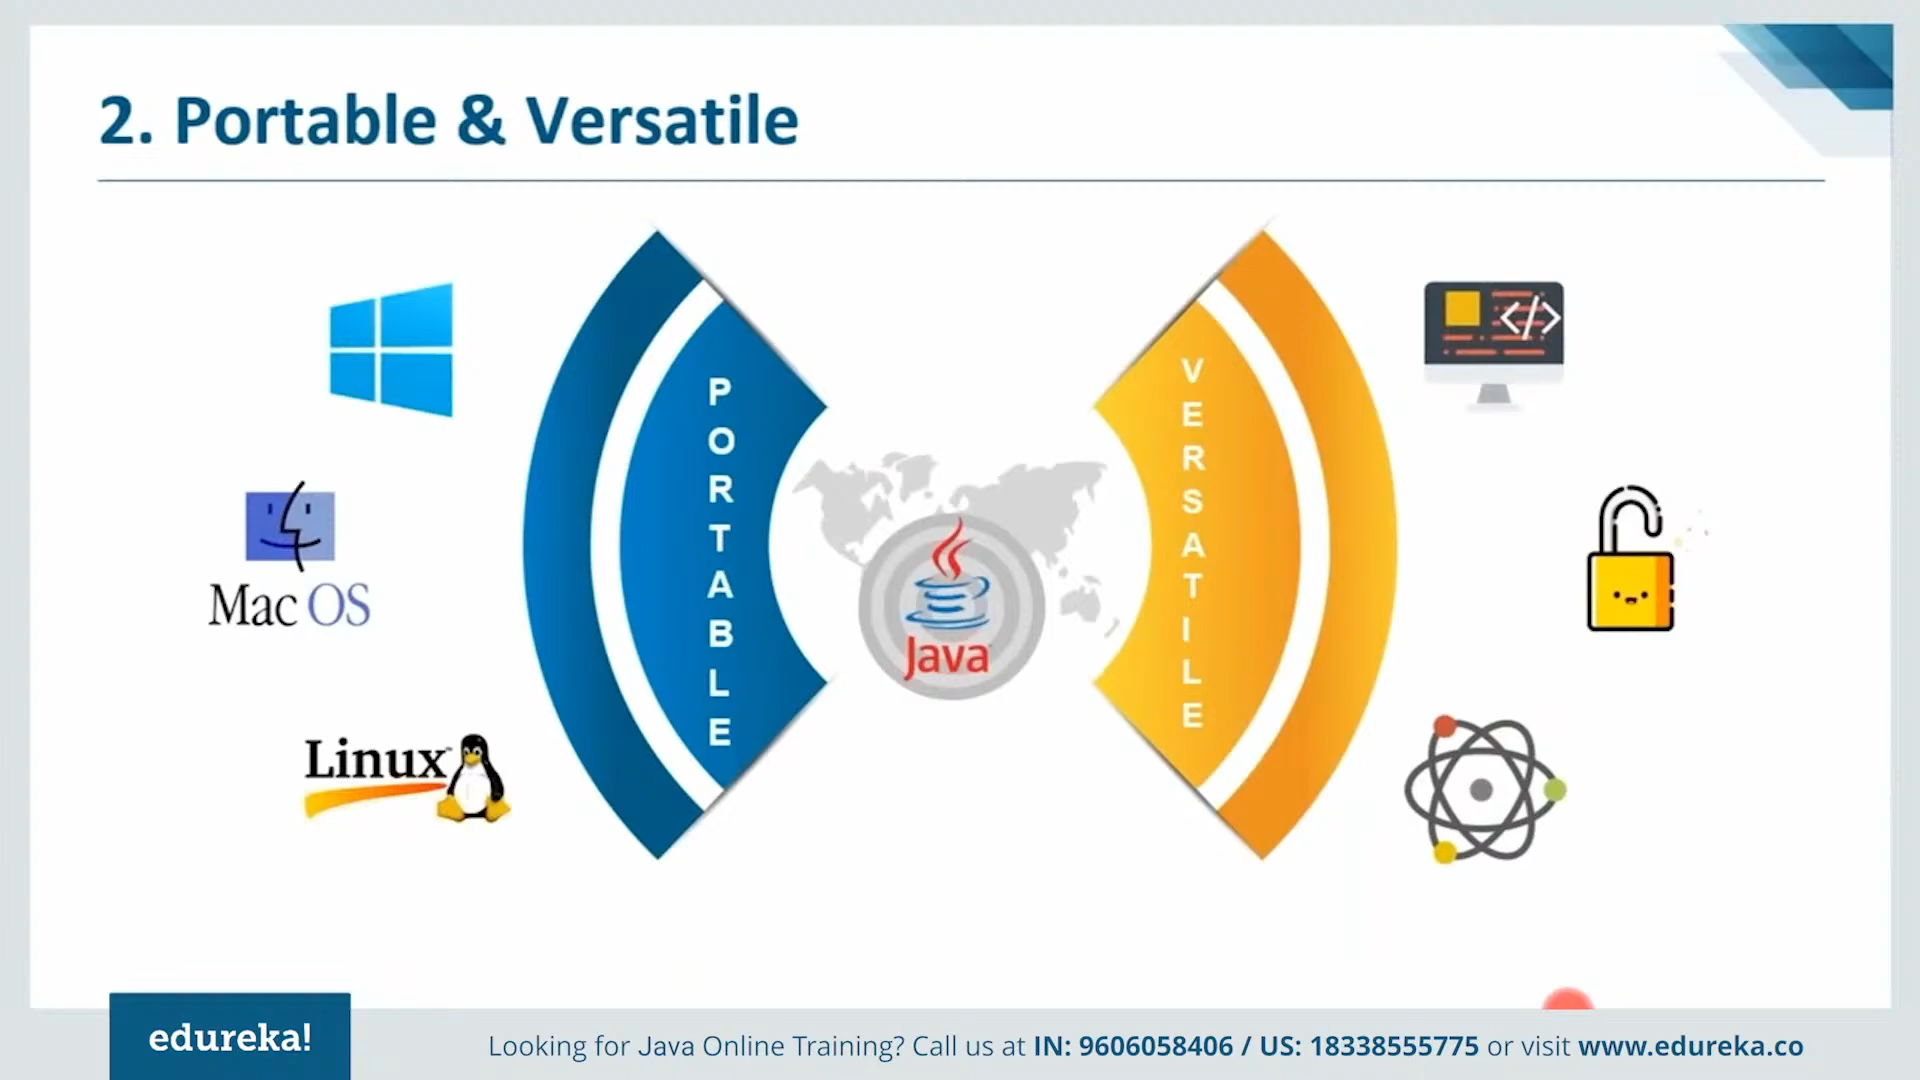 2. Portable & Versatile
PORTABLE
VERSATILE
Mac OS
Linux™
Java
</>
edureka!
Looking for Java Online Training? Call us at IN: 9606058406 / US: 18338555775 or visit www.edureka.co